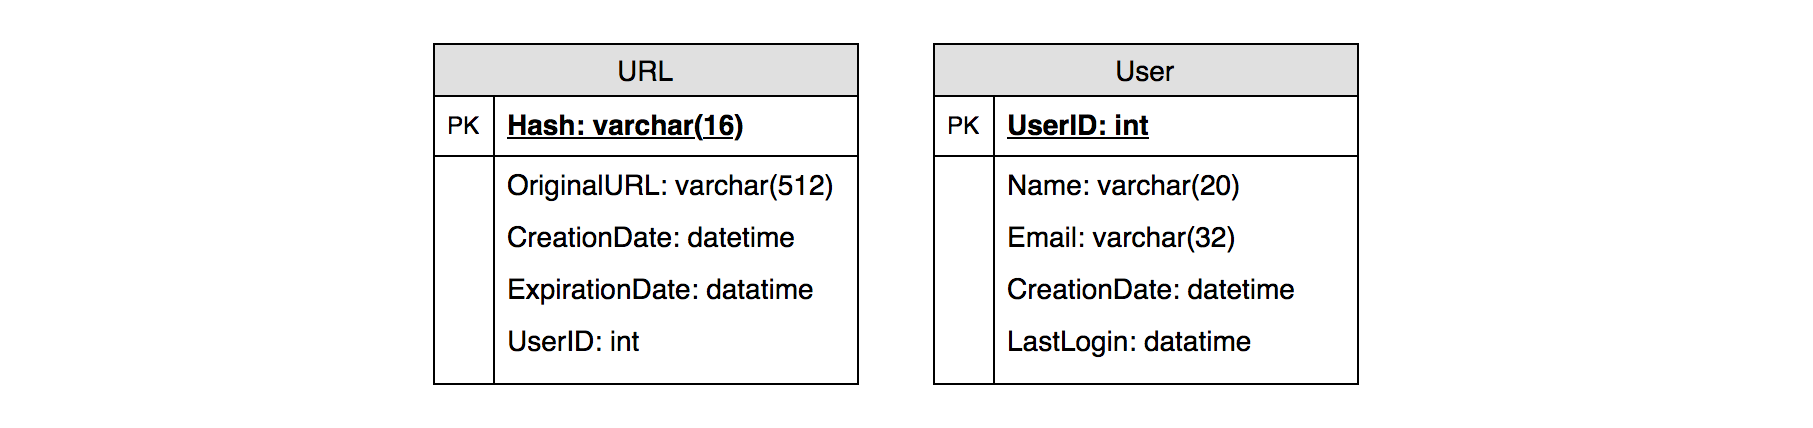 URL
PK Hash: varchar(16)
OriginalURL: varchar(512)
CreationDate: datetime
ExpirationDate: datatime
UserID: int
User
PK UserID: int
Name: varchar(20)
Email: varchar(32)
CreationDate: datetime
LastLogin: datatime